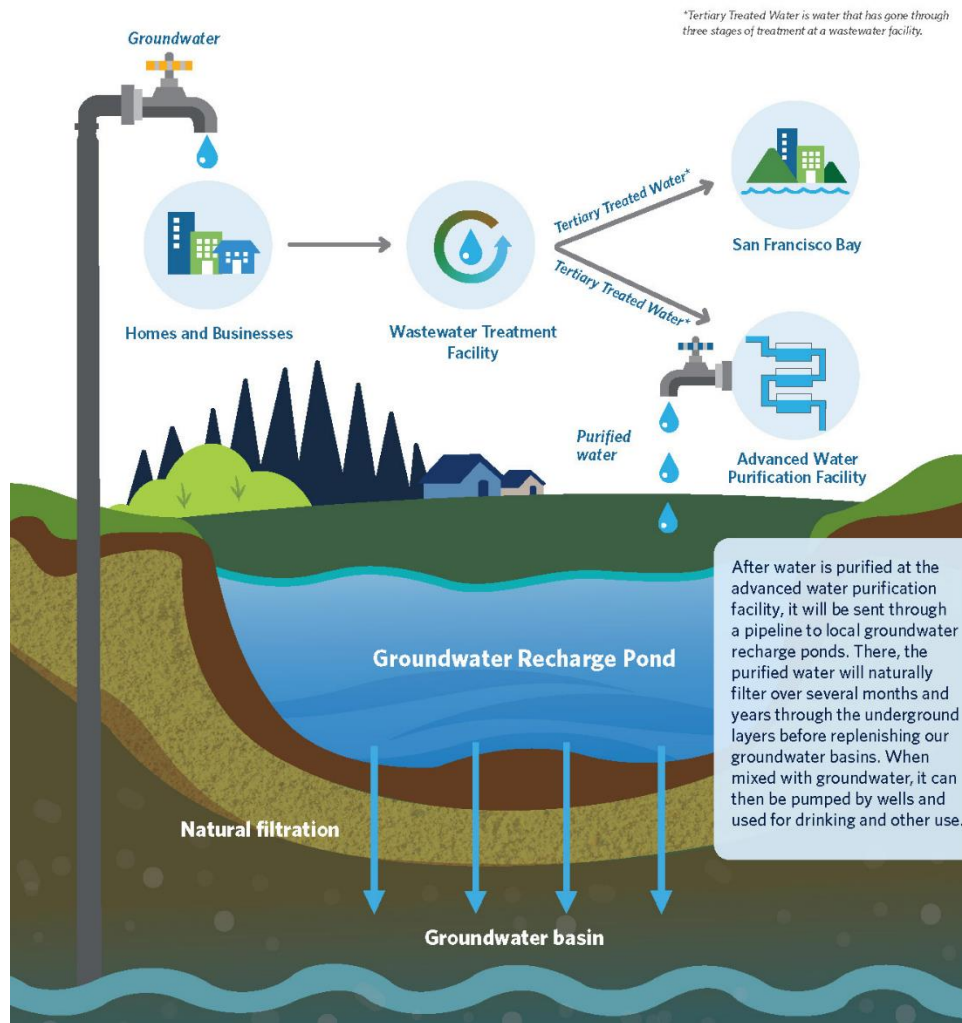 *Tertiary Treated Water is water that has gone through
three stages of treatment at a wastewater facility.
Groundwater
Homes and Businesses
Wastewater Treatment
Facility
Tertiary Treated Water*
San Francisco Bay
Tertiary Treated Water*
Purified
water
Advanced Water
Purification Facility
After water is purified at the
advanced water purification
facility, it will be sent through
a pipeline to local groundwater
recharge ponds. There, the
purified water will naturally
filter over several months and
years through the underground
layers before replenishing our
groundwater basins. When
mixed with groundwater, it can
then be pumped by wells and
used for drinking and other use.
Groundwater Recharge Pond
Natural filtration
Groundwater basin